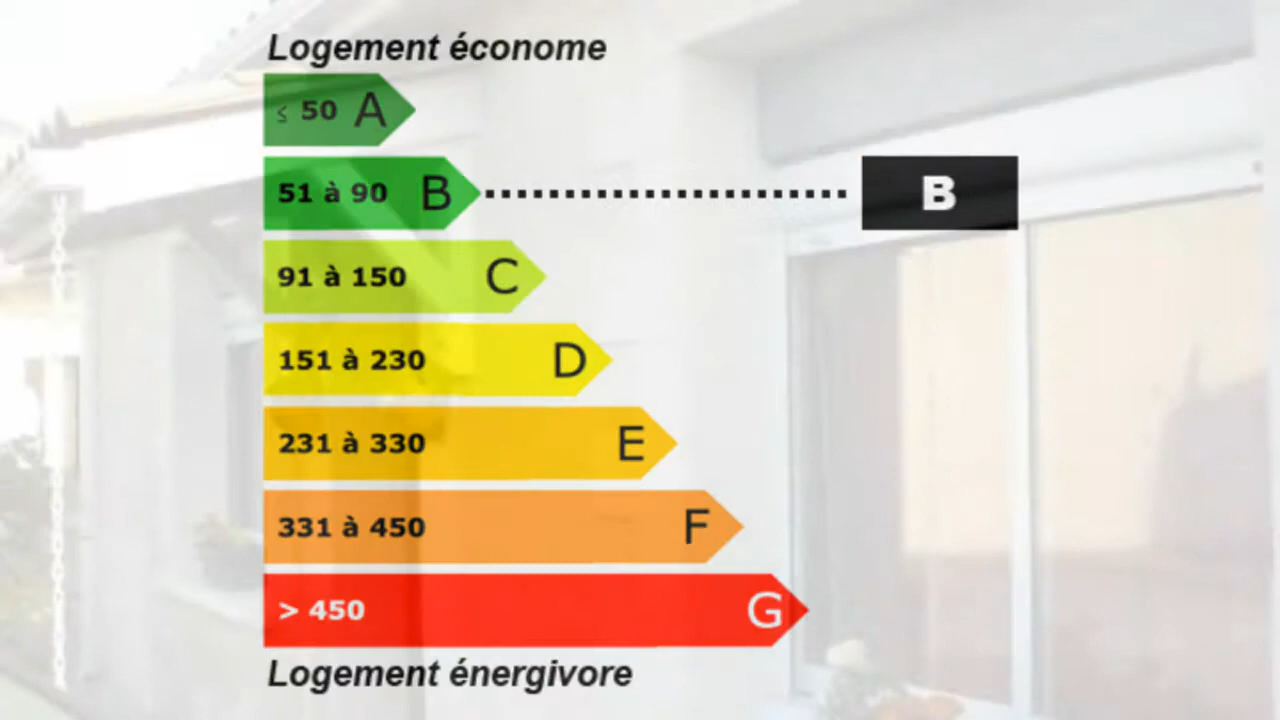 Logement économe
≤ 50 A
51 à 90 B
B
91 à 150 C
151 à 230 D
231 à 330 E
331 à 450 F
> 450 G
Logement énergivore